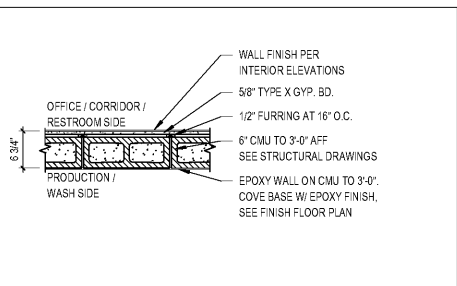 WALL FINISH PER
INTERIOR ELEVATIONS
5/8" TYPE X GYP. BD.
OFFICE / CORRIDOR /
RESTROOM SIDE
1/2" FURRING AT 16" O.C.
6 3/4"
6" CMU TO 3'-0" AFF
SEE STRUCTURAL DRAWINGS
PRODUCTION /
WASH SIDE
EPOXY WALL ON CMU TO 3'-0".
COVE BASE W/ EPOXY FINISH,
SEE FINISH FLOOR PLAN